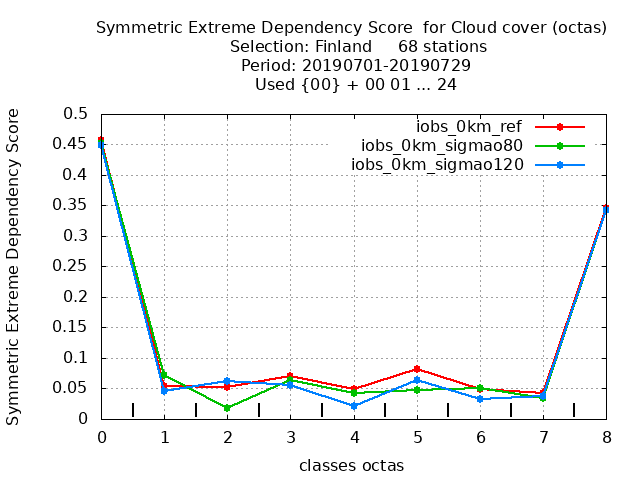 Symmetric Extreme Dependency Score  for Cloud cover (octas)
Selection: Finland     68 stations
Period: 20190701-20190729
Used {00} + 00 01 ... 24
Symmetric Extreme Dependency Score
0.5
0.45
0.4
0.35
0.3
0.25
0.2
0.15
0.1
0.05
0
iobs_0km_ref
iobs_0km_sigmao80
iobs_0km_sigmao120
0 1 2 3 4 5 6 7 8
classes octas